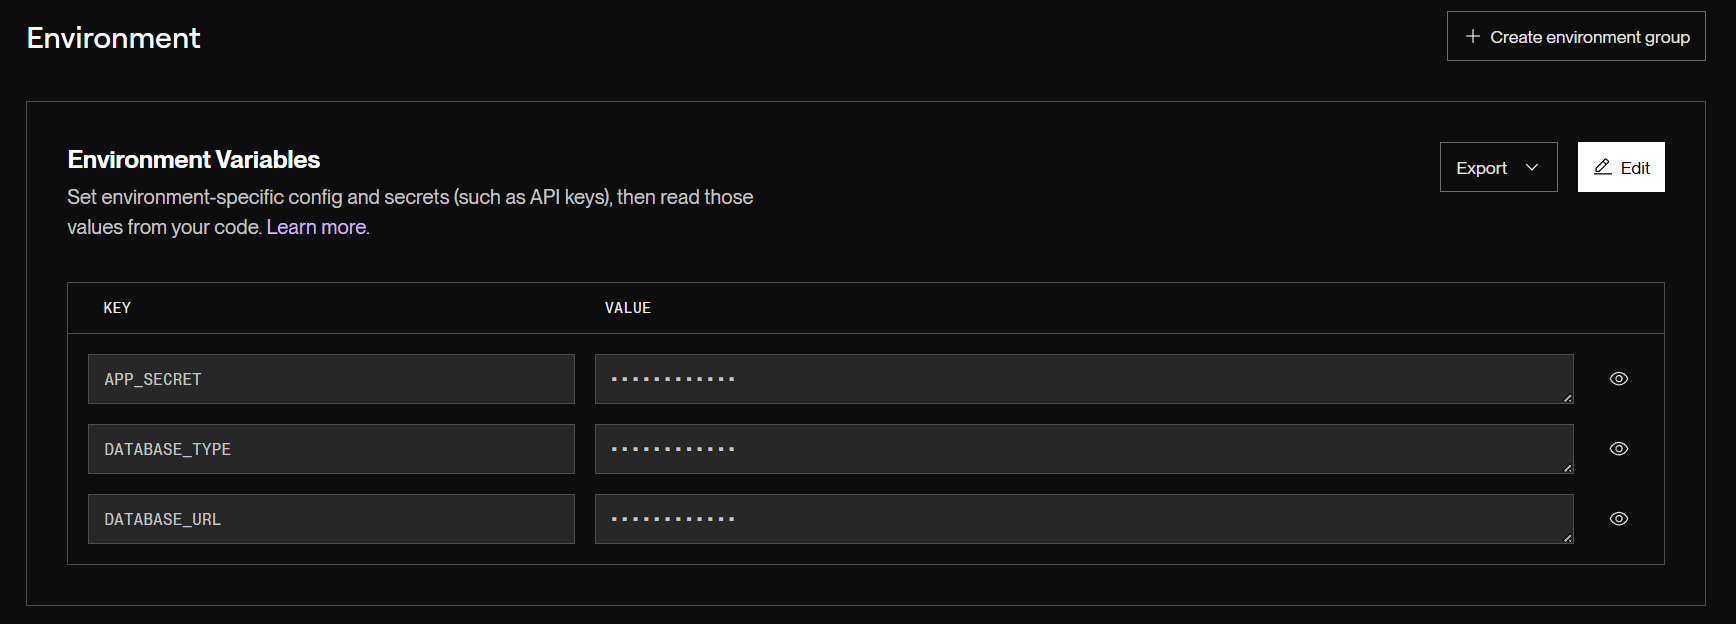 Environment
Create environment group
Environment Variables
Export
Edit
Set environment-specific config and secrets (such as API keys), then read those
values from your code. Learn more.
KEY VALUE
APP_SECRET ••••••••••••
DATABASE_TYPE ••••••••••••
DATABASE_URL ••••••••••••